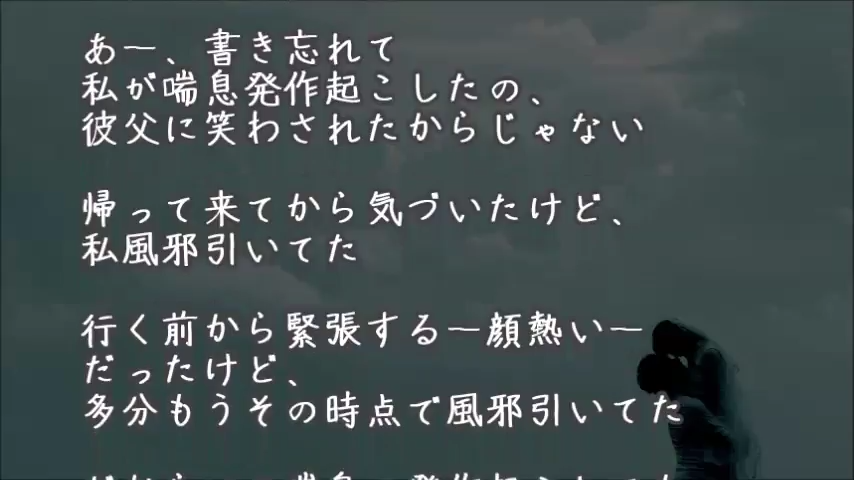 あー、書き忘れて
私が喘息発作起こしたの、
彼父に笑わされたからじゃない
帰って来てから気づいたけど、
私風邪引いてた
行く前から緊張する―顔熱い―
だったけど、
多分もうその時点で風邪引いてた